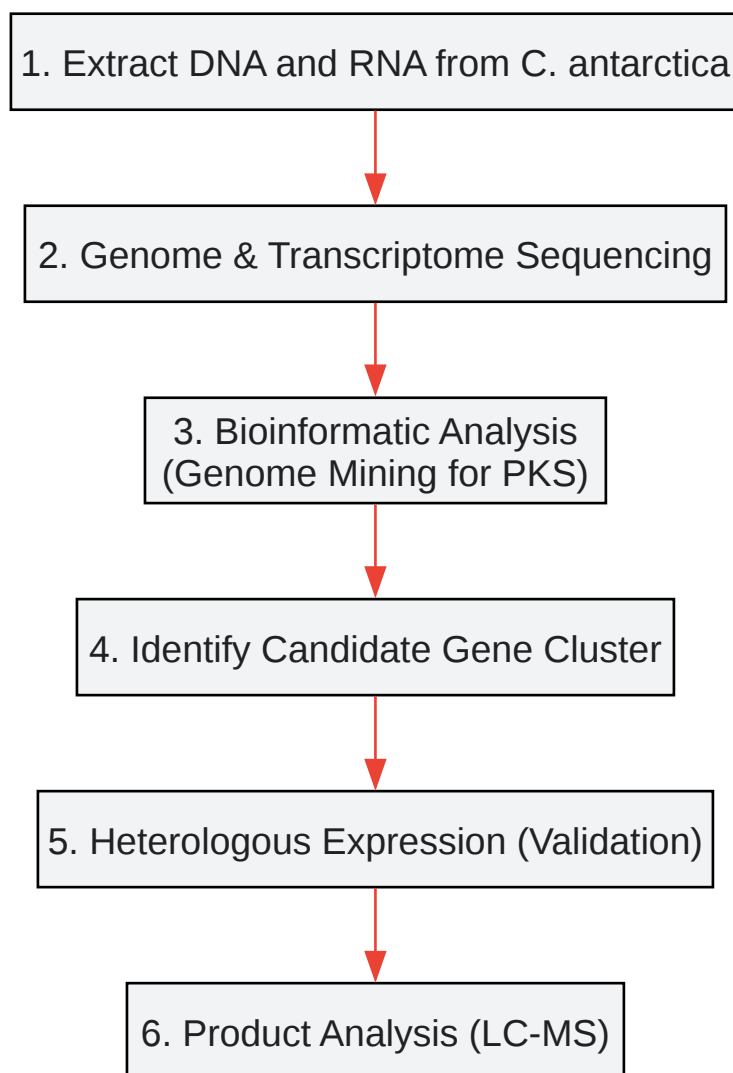 1. Extract DNA and RNA from C. antarctica
2. Genome & Transcriptome Sequencing
3. Bioinformatic Analysis
(Genome Mining for PKS)
4. Identify Candidate Gene Cluster
5. Heterologous Expression (Validation)
6. Product Analysis (LC-MS)